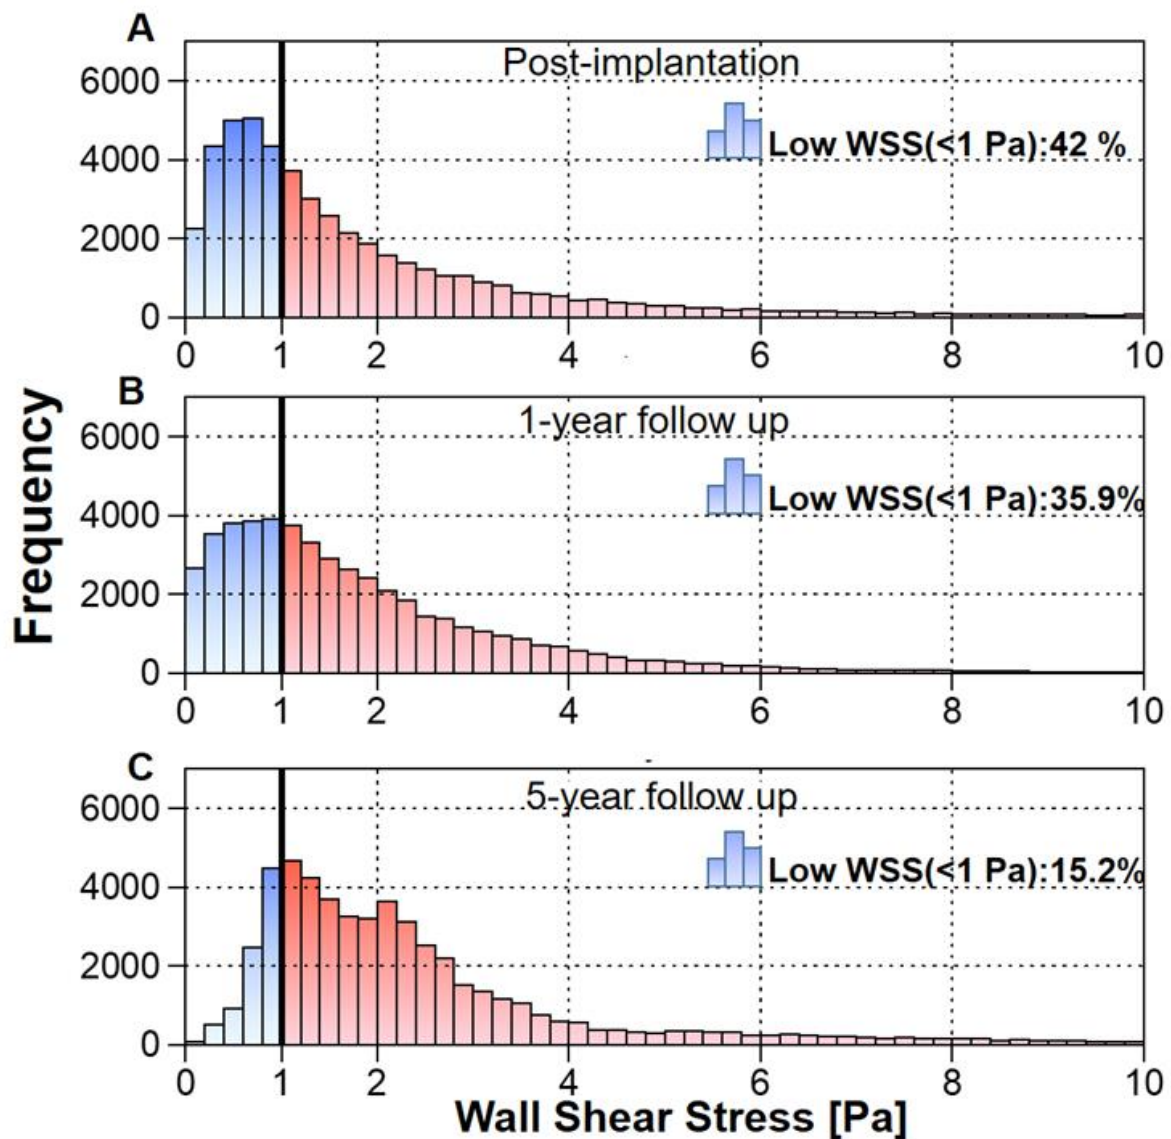 A
Post-implantation
6000
Low WSS(<1 Pa):42 %
4000
2000
0
0 1 2 4 6 8 10
B
1-year follow up
6000
Low WSS(<1 Pa):35.9%
4000
2000
0
0 1 2 4 6 8 10
Frequency
C
5-year follow up
6000
Low WSS(<1 Pa):15.2%
4000
2000
0
0 1 2 4 6 8 10
Wall Shear Stress [Pa]